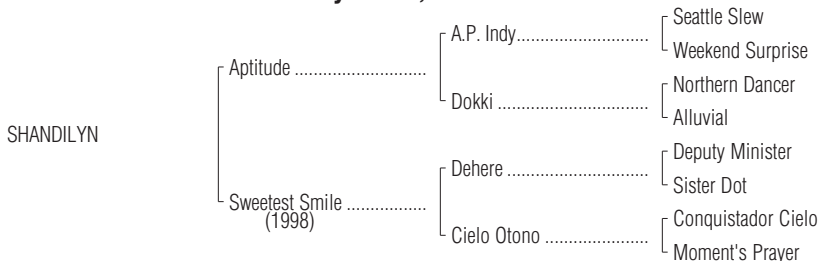 SHANDILYN
Aptitude ............................
Sweetest Smile .....................
(1998)
A.P. Indy...................................
Dokki ........................................
Dehere .....................................
Cielo Otono .............................
Seattle Slew
Weekend Surprise
Northern Dancer
Alluvial
Deputy Minister
Sister Dot
Conquistador Cielo
Moment's Prayer